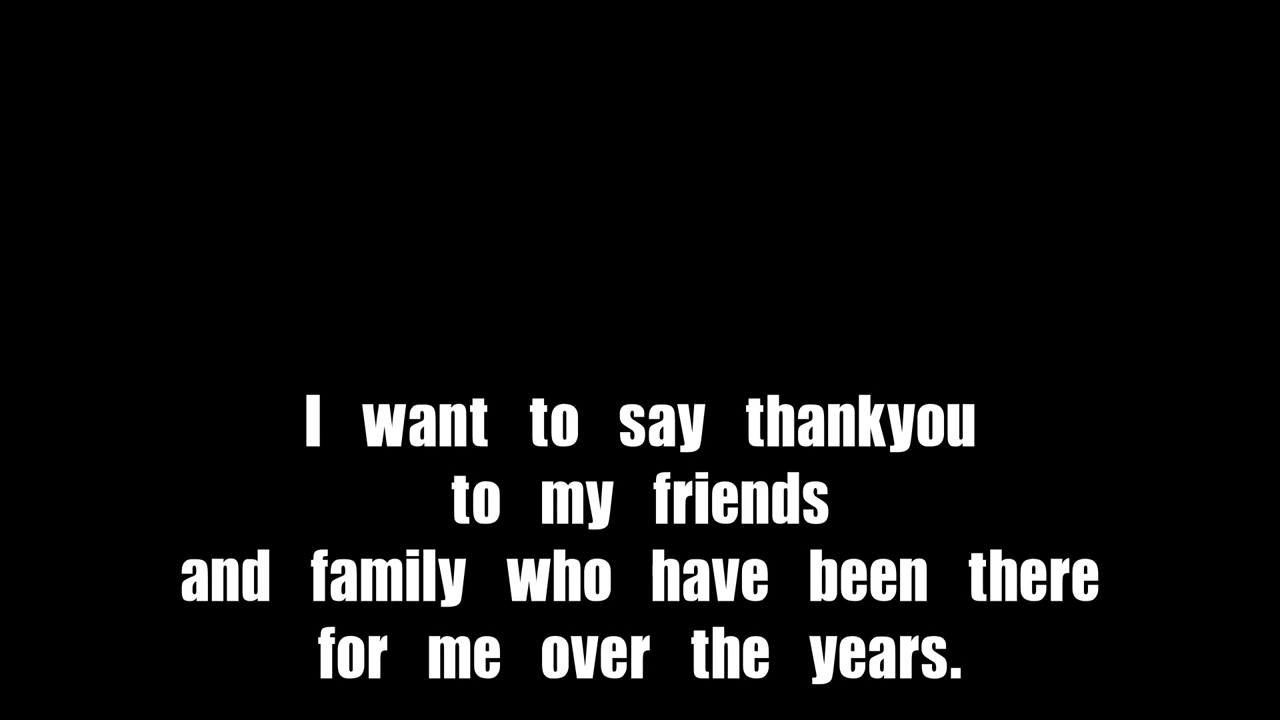 I want to say thankyou
to my friends
and family who have been there
for me over the years.